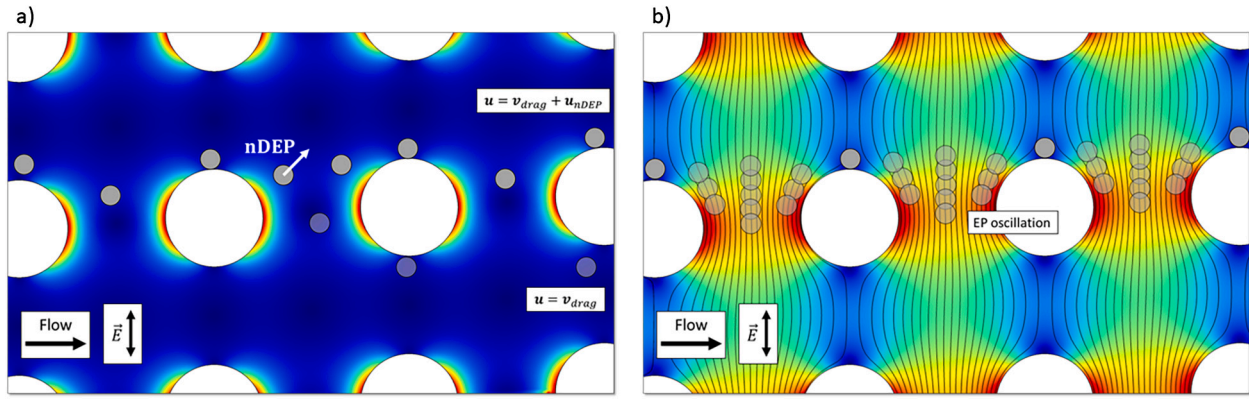 a)
b)
u = v_drag + u_nDEP
nDEP
EP oscillation
u = v_drag
Flow
E⃗
Flow
E⃗